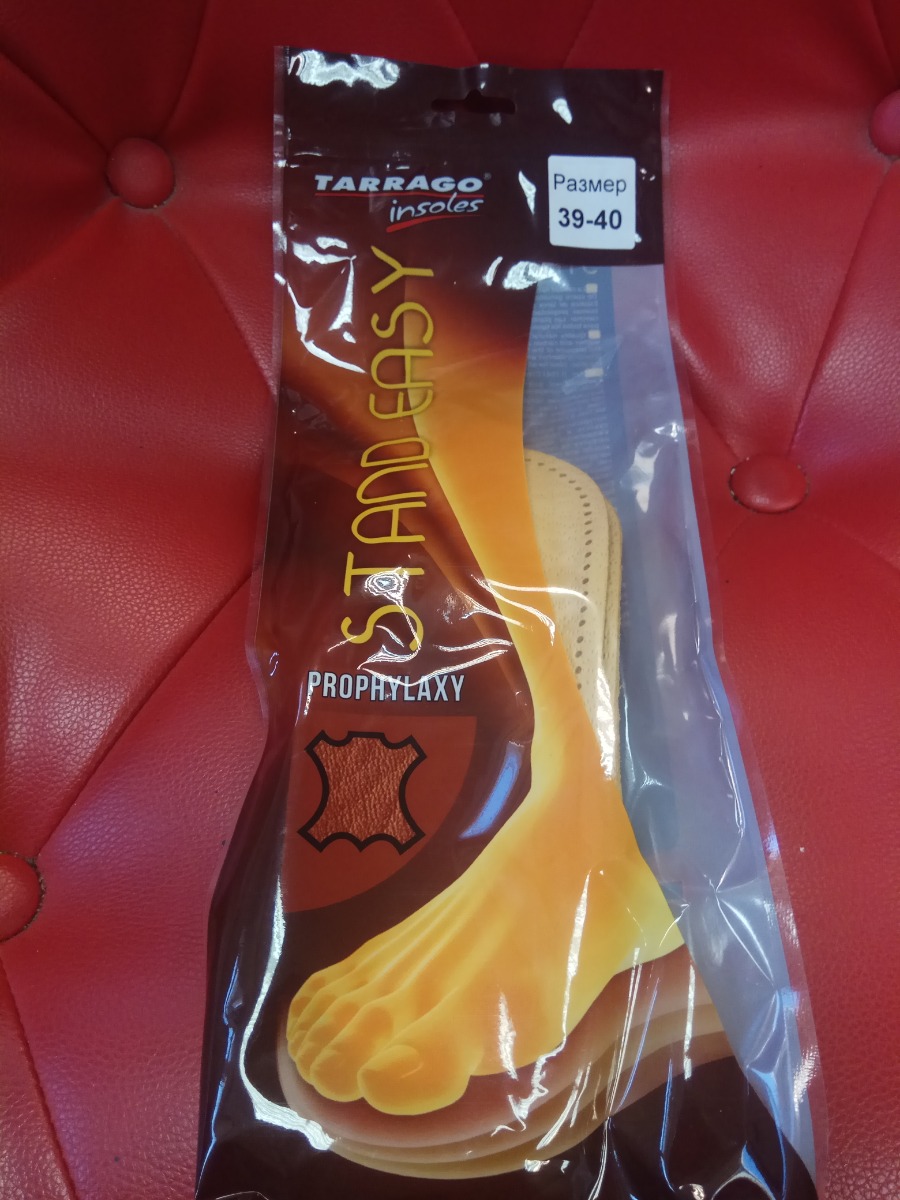 TARRAGO
insoles
Размер
39-40
STAND EASY
PROPHYLAXY